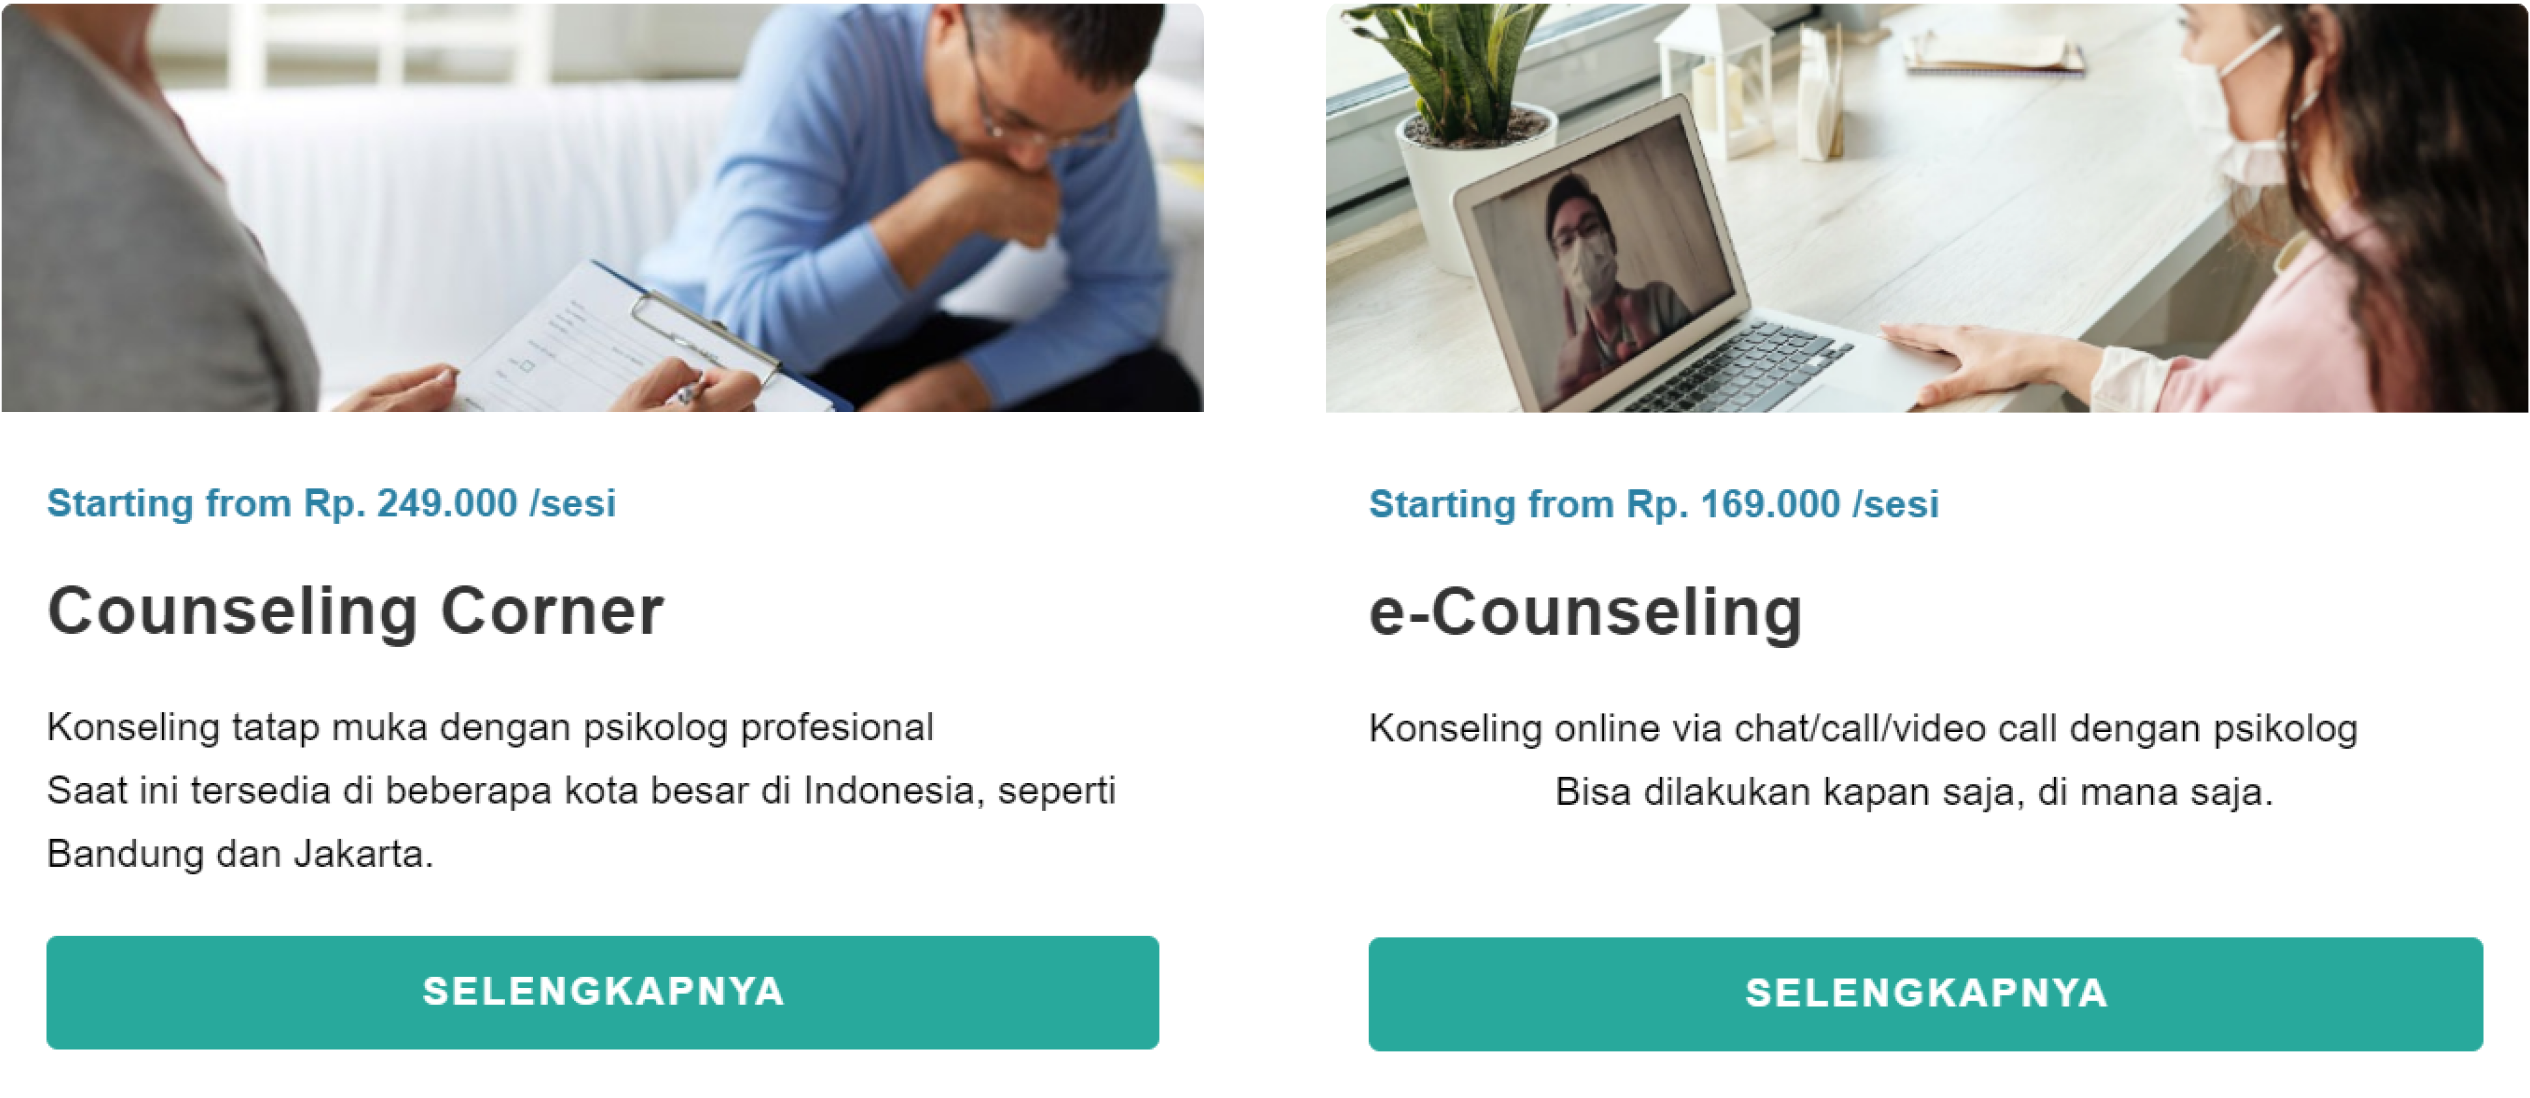 Starting from Rp. 249.000 /sesi
Counseling Corner
Konseling tatap muka dengan psikolog profesional
Saat ini tersedia di beberapa kota besar di Indonesia, seperti
Bandung dan Jakarta.
SELENGKAPNYA
Starting from Rp. 169.000 /sesi
e-Counseling
Konseling online via chat/call/video call dengan psikolog
Bisa dilakukan kapan saja, di mana saja.
SELENGKAPNYA